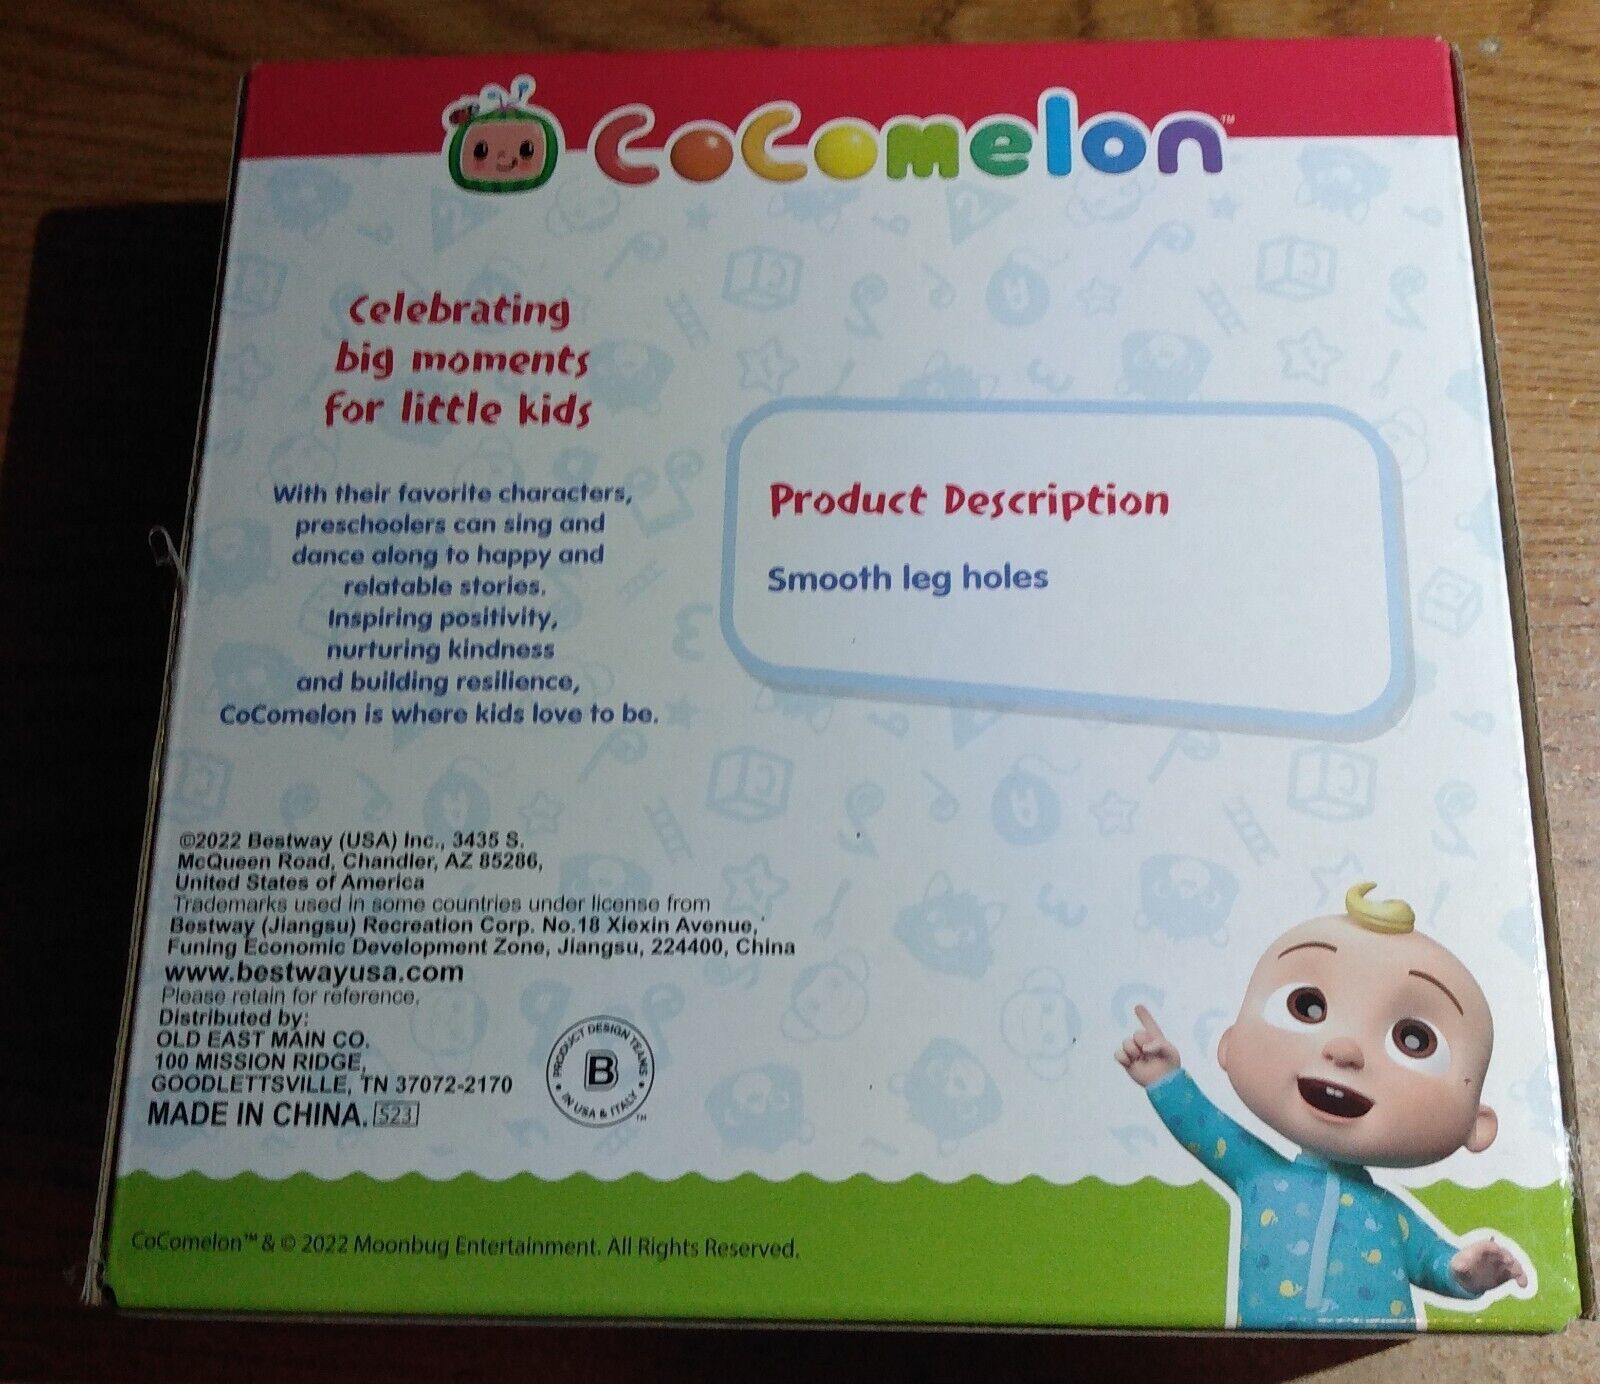 CoComelon™
Celebrating
big moments
for little kids
With their favorite characters,
preschoolers can sing and
dance along to happy and
relatable stories.
Inspiring positivity,
nurturing kindness
and building resilience,
CoComelon is where kids love to be.
Product Description
Smooth leg holes
©2022 Bestway (USA) Inc., 3435 S.
McQueen Road, Chandler, AZ 85286,
United States of America
Trademarks used in some countries under license from
Bestway (Jiangsu) Recreation Corp. No.18 Xiexin Avenue,
Funing Economic Development Zone, Jiangsu, 224400, China
www.bestwayusa.com
Please retain for reference.
Distributed by:
OLD EAST MAIN CO.
100 MISSION RIDGE,
GOODLETTSVILLE, TN 37072-2170
MADE IN CHINA. S23
PRODUCT DESIGN TEAMS
B
IN USA & ITALY ™
CoComelon™ & © 2022 Moonbug Entertainment. All Rights Reserved.